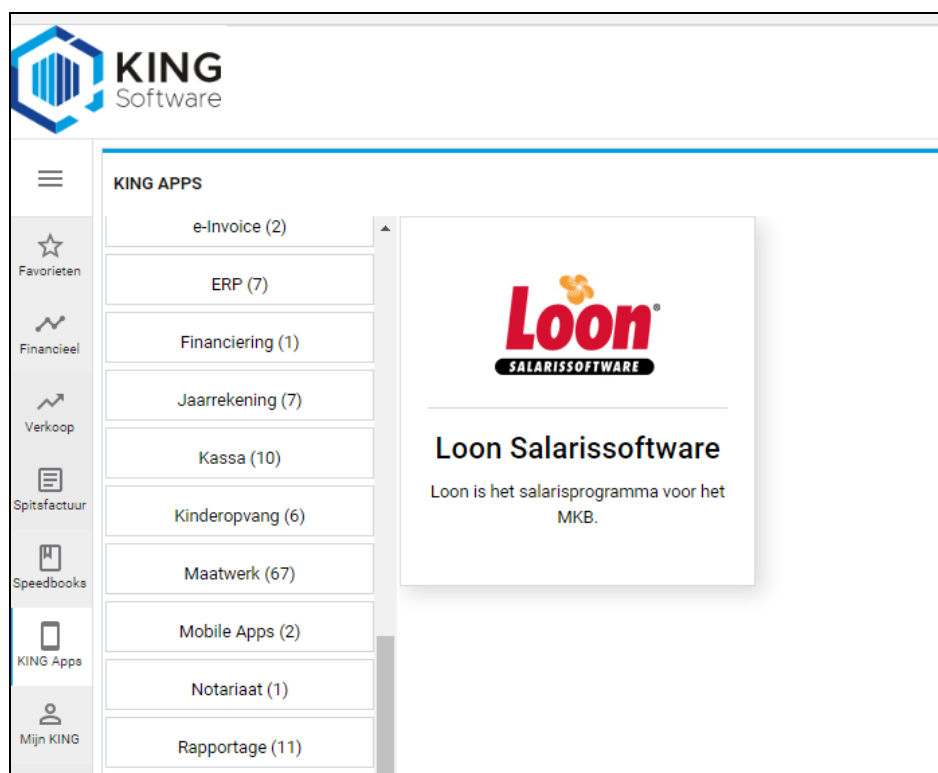 KING
Software
KING APPS
Favorieten
Financieel
Verkoop
Spitsfactuur
Speedbooks
KING Apps
Mijn KING
e-Invoice (2)
ERP (7)
Financiering (1)
Jaarrekening (7)
Kassa (10)
Kinderopvang (6)
Maatwerk (67)
Mobile Apps (2)
Notariaat (1)
Rapportage (11)
Loon®
SALARISSOFTWARE
Loon Salarissoftware
Loon is het salarisprogramma voor het
MKB.